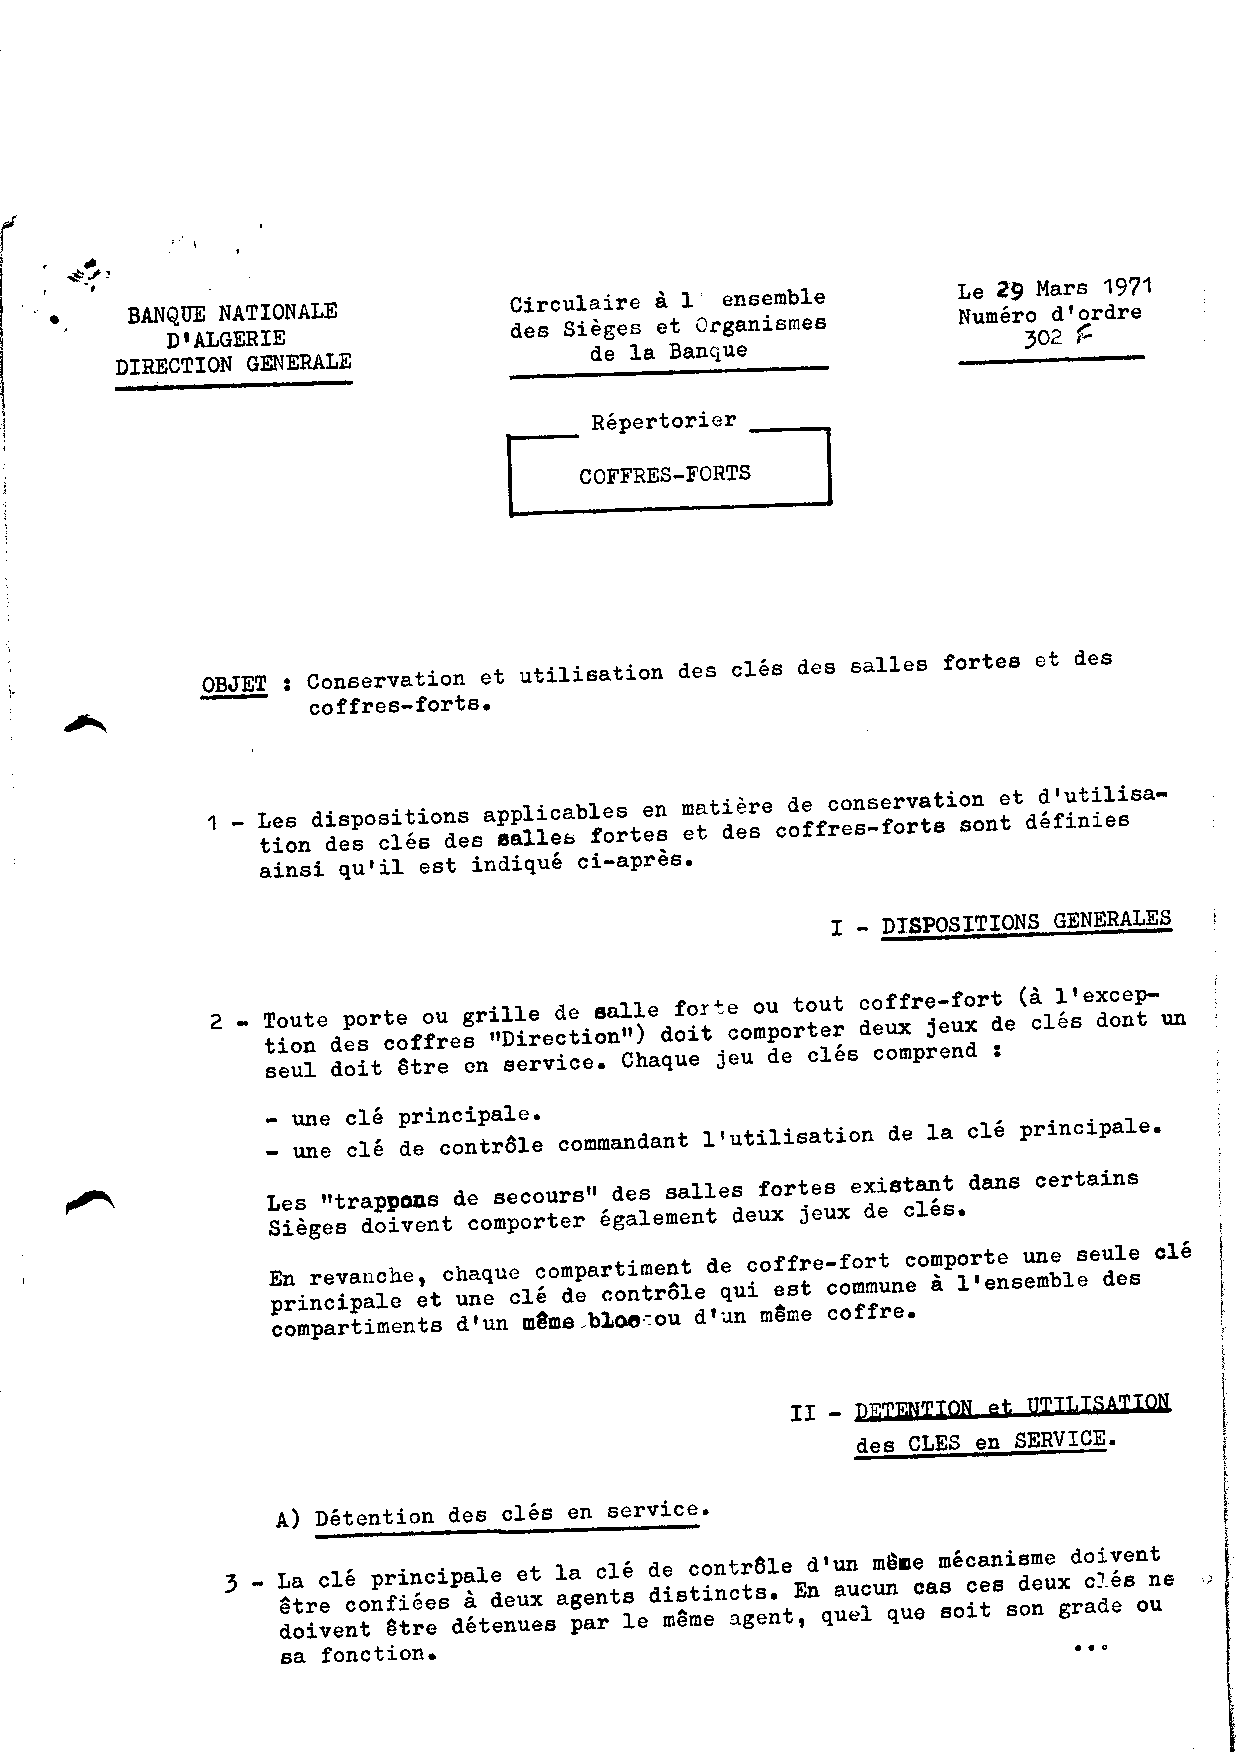 BANQUE NATIONALE
D'ALGERIE
DIRECTION GENERALE
Circulaire à l' ensemble
des Sièges et Organismes
de la Banque
Le 29 Mars 1971
Numéro d'ordre
302 F
Répertorier
COFFRES-FORTS
OBJET : Conservation et utilisation des clés des salles fortes et des
coffres-forts.
1 - Les dispositions applicables en matière de conservation et d'utilisa-
tion des clés des salles fortes et des coffres-forts sont définies
ainsi qu'il est indiqué ci-après.
I - DISPOSITIONS GENERALES
2 - Toute porte ou grille de salle forte ou tout coffre-fort (à l'excep-
tion des coffres "Direction") doit comporter deux jeux de clés dont un
seul doit être en service. Chaque jeu de clés comprend :
- une clé principale.
- une clé de contrôle commandant l'utilisation de la clé principale.
Les "trappons de secours" des salles fortes existant dans certains
Sièges doivent comporter également deux jeux de clés.
En revanche, chaque compartiment de coffre-fort comporte une seule clé
principale et une clé de contrôle qui est commune à l'ensemble des
compartiments d'un même bloc ou d'un même coffre.
II - DETENTION et UTILISATION
des CLES en SERVICE.
A) Détention des clés en service.
3 - La clé principale et la clé de contrôle d'un même mécanisme doivent
être confiées à deux agents distincts. En aucun cas ces deux clés ne
doivent être détenues par le même agent, quel que soit son grade ou
sa fonction.
...